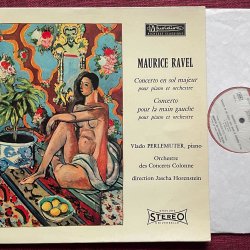 MAURICE RAVEL
Concerto en sol majeur
pour piano et orchestre
Concerto
pour la main gauche
pour piano et orchestre
Vlado PERLEMUTER, piano
Orchestre
des Concerts Colonne
direction Jascha Horenstein
STEREO